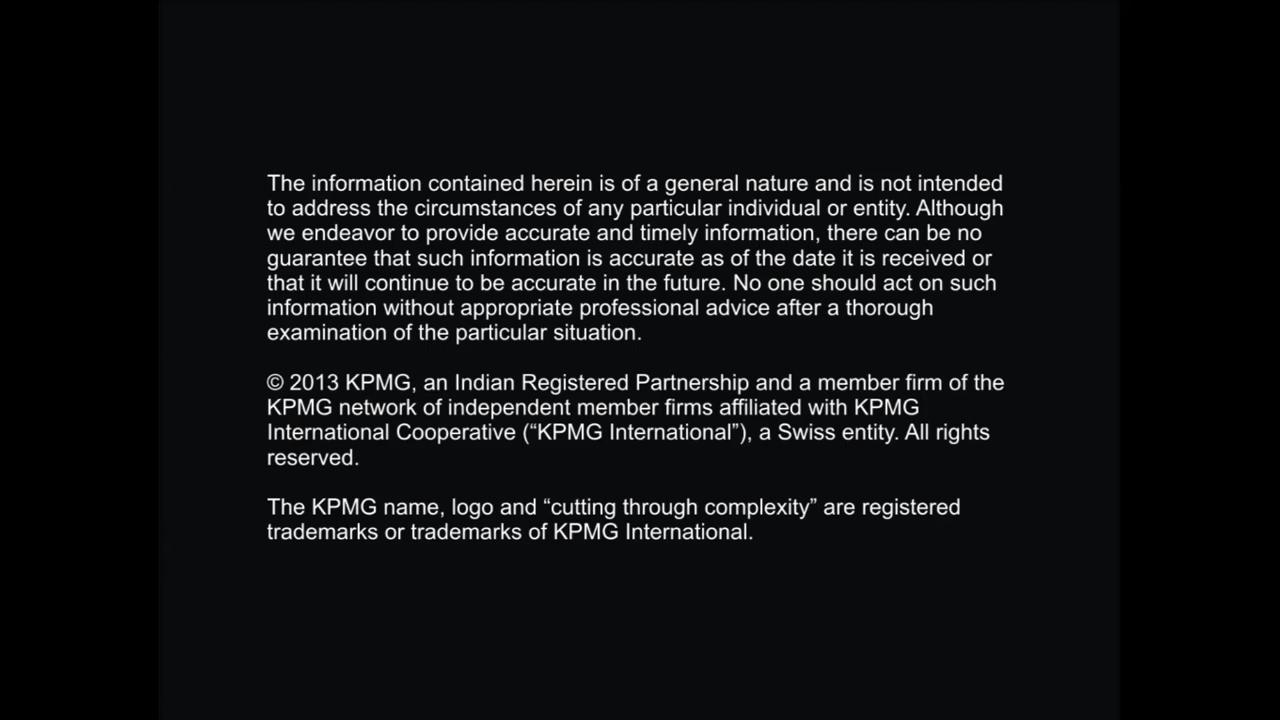 The information contained herein is of a general nature and is not intended
to address the circumstances of any particular individual or entity. Although
we endeavor to provide accurate and timely information, there can be no
guarantee that such information is accurate as of the date it is received or
that it will continue to be accurate in the future. No one should act on such
information without appropriate professional advice after a thorough
examination of the particular situation.
© 2013 KPMG, an Indian Registered Partnership and a member firm of the
KPMG network of independent member firms affiliated with KPMG
International Cooperative (“KPMG International”), a Swiss entity. All rights
reserved.
The KPMG name, logo and “cutting through complexity” are registered
trademarks or trademarks of KPMG International.